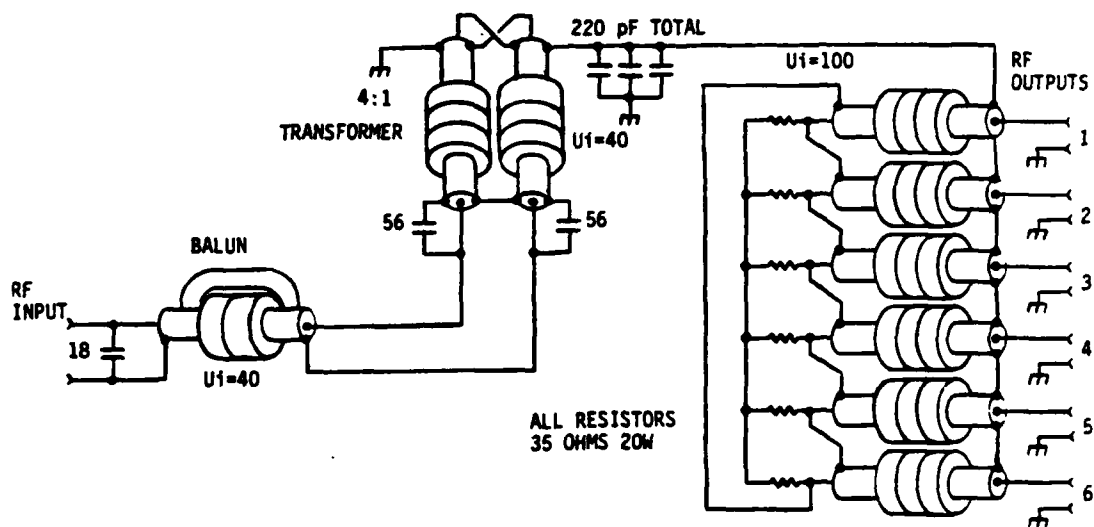 220 pF TOTAL
Ui=100
RF
OUTPUTS
4:1
TRANSFORMER
Ui=40
1
2
3
4
5
6
56
56
BALUN
RF
INPUT
18
Ui=40
ALL RESISTORS
35 OHMS 20W